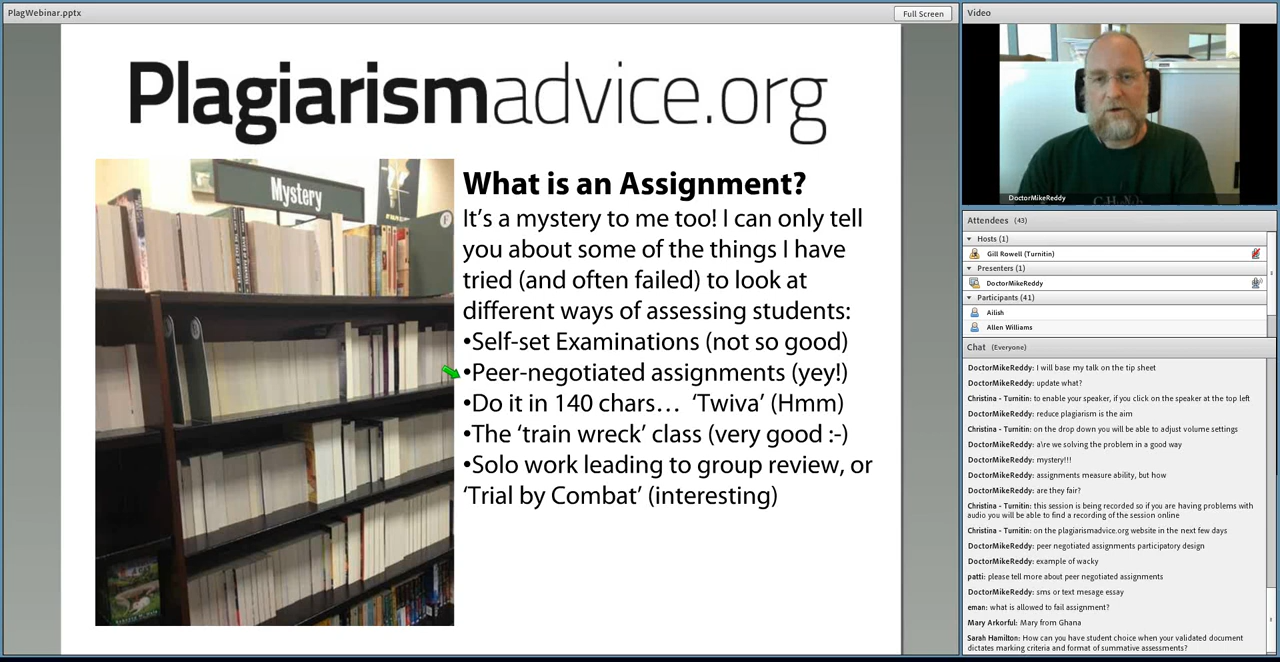 PlagWebinar.pptx
Full Screen
Plagiarismadvice.org
Mystery
What is an Assignment?
It’s a mystery to me too! I can only tell
you about some of the things I have
tried (and often failed) to look at
different ways of assessing students:
•Self-set Examinations (not so good)
•Peer-negotiated assignments (yey!)
•Do it in 140 chars… ‘Twiva’ (Hmm)
•The ‘train wreck’ class (very good :-)
•Solo work leading to group review, or
‘Trial by Combat’ (interesting)
Video
DoctorMikeReddy
Attendees (43)
Hosts (1)
Gill Rowell (Turnitin)
Presenters (1)
DoctorMikeReddy
Participants (41)
Ailish
Allen Williams
Chat (Everyone)
DoctorMikeReddy: I will base my talk on the tip sheet
DoctorMikeReddy: update what?
Christina - Turnitin: to enable your speaker, if you click on the speaker at the top left
DoctorMikeReddy: reduce plagiarism is the aim
Christina - Turnitin: on the drop down you will be able to adjust volume settings
DoctorMikeReddy: a\re we solving the problem in a good way
DoctorMikeReddy: mystery!!!
DoctorMikeReddy: assignments measure ability, but how
DoctorMikeReddy: are they fair?
Christina - Turnitin: this session is being recorded so if you are having problems with
audio you will be able to find a recording of the session online
Christina - Turnitin: on the plagiarismadvice.org website in the next few days
DoctorMikeReddy: peer negotiated assignments participatory design
DoctorMikeReddy: example of wacky
patti: please tell more about peer negotiated assignments
DoctorMikeReddy: sms or text mesage essay
eman: what is allowed to fail assignment?
Mary Arkorful: Mary from Ghana
Sarah Hamilton: How can you have student choice when your validated document
dictates marking criteria and format of summative assessments?